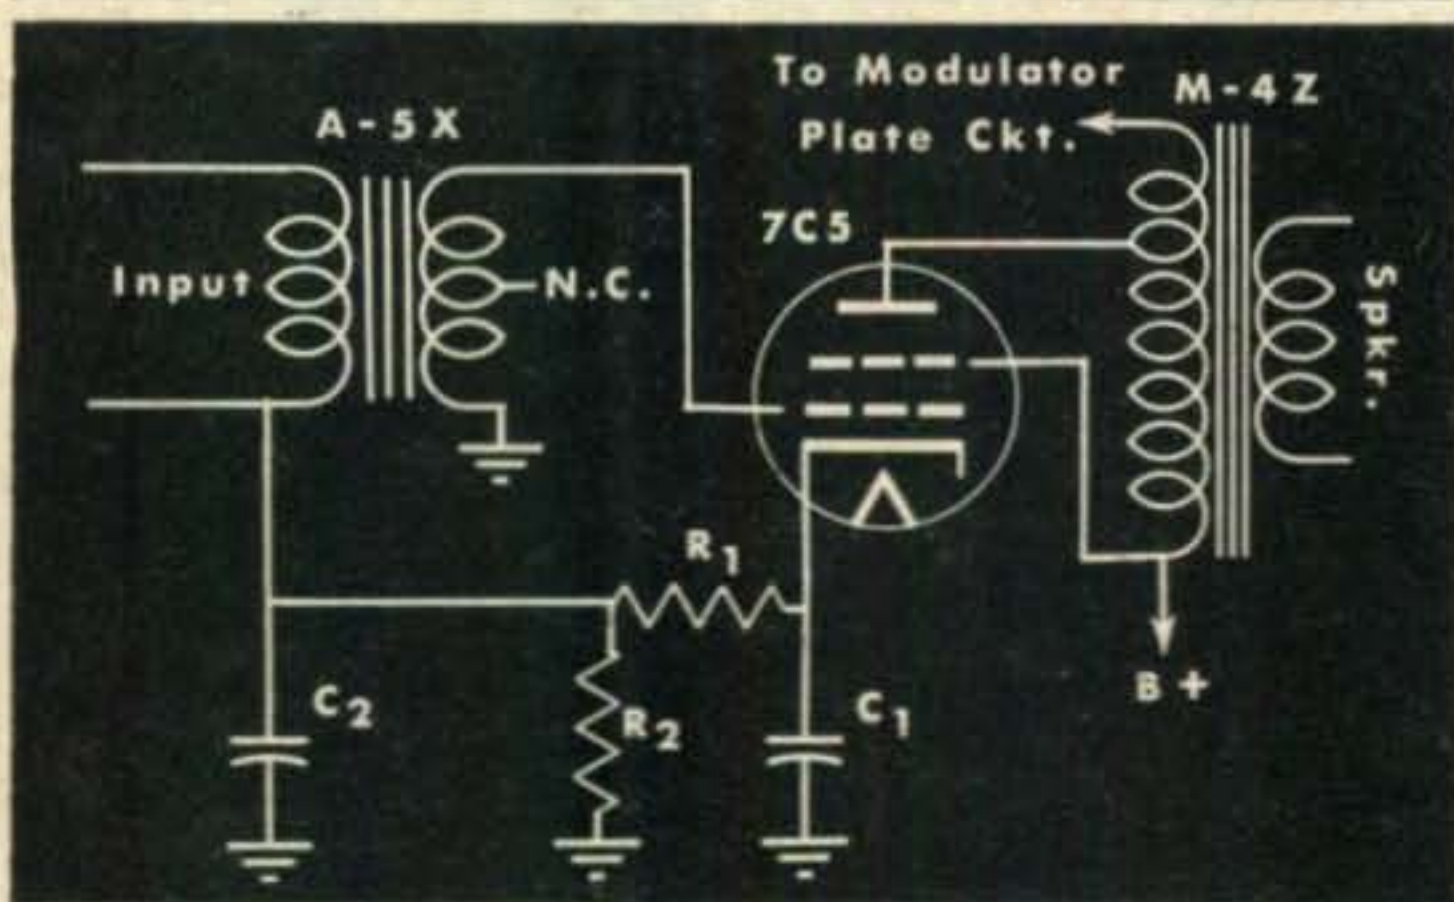 To Modulator
Plate Ckt.
M-4Z
A-5X
7C5
Input
N.C.
Spkr.
R1
B+
C2
R2
C1